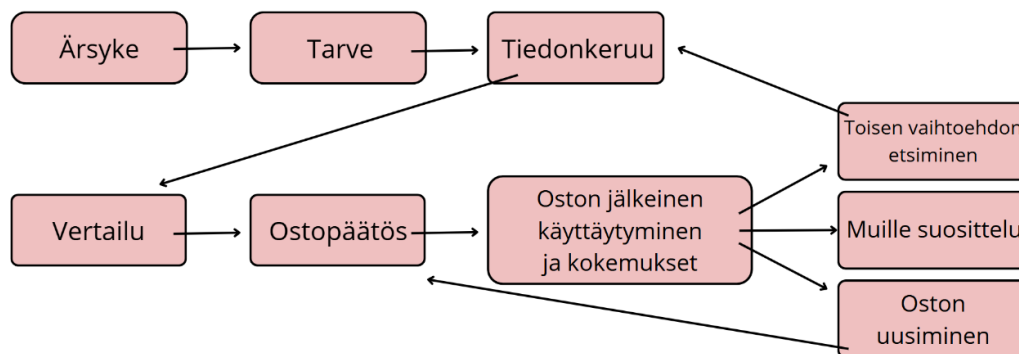 Ärsyke
Tarve
Tiedonkeruu
Toisen vaihtoehdon
etsiminen
Vertailu
Ostopäätös
Oston jälkeinen
käyttäytyminen
ja kokemukset
Muille suosittelu
Oston
uusiminen